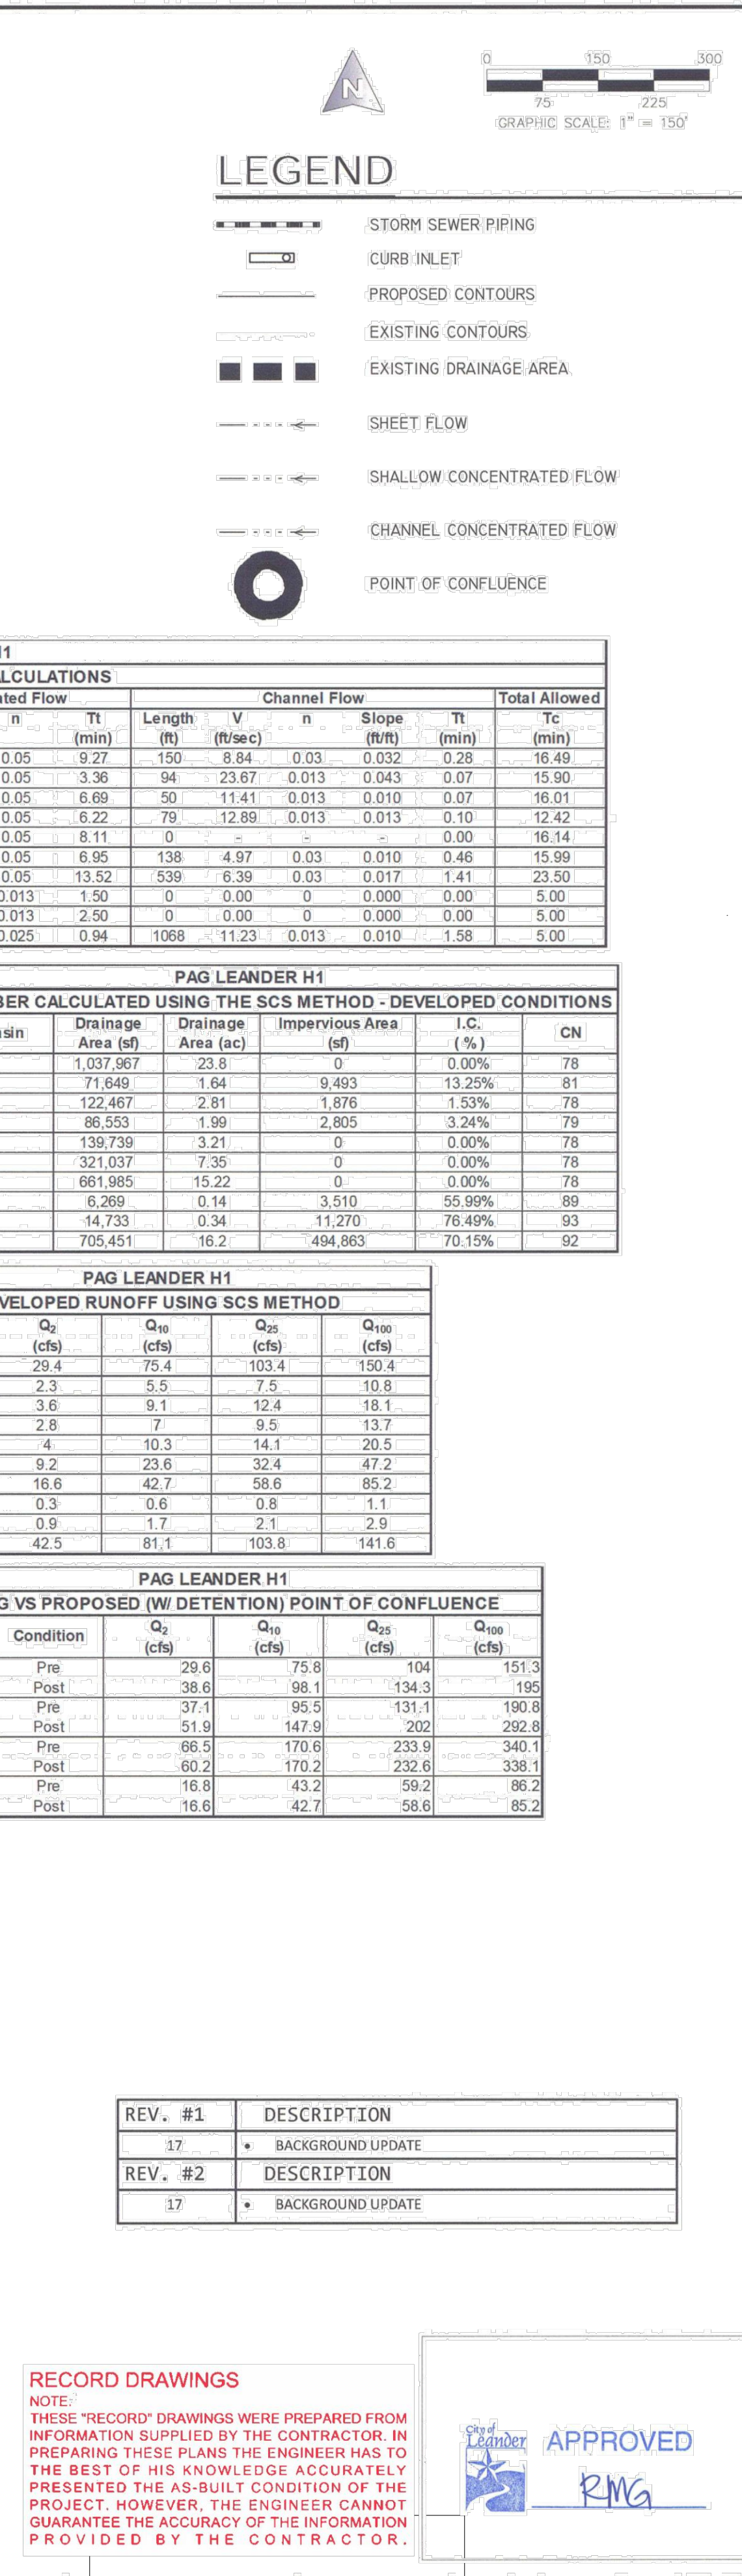 N
0 150 300
75 225
GRAPHIC SCALE: 1" = 150'
LEGEND
STORM SEWER PIPING
CURB INLET
PROPOSED CONTOURS
EXISTING CONTOURS
EXISTING DRAINAGE AREA
SHEET FLOW
SHALLOW CONCENTRATED FLOW
CHANNEL CONCENTRATED FLOW
POINT OF CONFLUENCE
H1
LCULATIONS
ted Flow Channel Flow Total Allowed
n Tt Length V n Slope Tt Tc
(min) (ft) (ft/sec) (ft/ft) (min) (min)
0.05 9.27 150 8.84 0.03 0.032 0.28 16.49
0.05 3.36 94 23.67 0.013 0.043 0.07 15.90
0.05 6.69 50 11.41 0.013 0.010 0.07 16.01
0.05 6.22 79 12.89 0.013 0.013 0.10 12.42
0.05 8.11 0 - - - 0.00 16.14
0.05 6.95 138 4.97 0.03 0.010 0.46 15.99
0.05 13.52 539 6.39 0.03 0.017 1.41 23.50
0.013 1.50 0 0.00 0 0.000 0.00 5.00
0.013 2.50 0 0.00 0 0.000 0.00 5.00
0.025 0.94 1068 11.23 0.013 0.010 1.58 5.00
PAG LEANDER H1
BER CALCULATED USING THE SCS METHOD - DEVELOPED CONDITIONS
sin Drainage Drainage Impervious Area I.C. CN
Area (sf) Area (ac) (sf) (%)
1,037,967 23.8 0 0.00% 78
71,649 1.64 9,493 13.25% 81
122,467 2.81 1,876 1.53% 78
86,553 1.99 2,805 3.24% 79
139,739 3.21 0 0.00% 78
321,037 7.35 0 0.00% 78
661,985 15.22 0 0.00% 78
6,269 0.14 3,510 55.99% 89
14,733 0.34 11,270 76.49% 93
705,451 16.2 494,863 70.15% 92
PAG LEANDER H1
VELOPED RUNOFF USING SCS METHOD
Q2 Q10 Q25 Q100
(cfs) (cfs) (cfs) (cfs)
29.4 75.4 103.4 150.4
2.3 5.5 7.5 10.8
3.6 9.1 12.4 18.1
2.8 7 9.5 13.7
4 10.3 14.1 20.5
9.2 23.6 32.4 47.2
16.6 42.7 58.6 85.2
0.3 0.6 0.8 1.1
0.9 1.7 2.1 2.9
42.5 81.1 103.8 141.6
PAG LEANDER H1
G VS PROPOSED (W/ DETENTION) POINT OF CONFLUENCE
Condition Q2 Q10 Q25 Q100
(cfs) (cfs) (cfs) (cfs)
Pre 29.6 75.8 104 151.3
Post 38.6 98.1 134.3 195
Pre 37.1 95.5 131.1 190.8
Post 51.9 147.9 202 292.8
Pre 66.5 170.6 233.9 340.1
Post 60.2 170.2 232.6 338.1
Pre 16.8 43.2 59.2 86.2
Post 16.6 42.7 58.6 85.2
REV. #1 DESCRIPTION
17 • BACKGROUND UPDATE
REV. #2 DESCRIPTION
17 • BACKGROUND UPDATE
RECORD DRAWINGS
NOTE:
THESE "RECORD" DRAWINGS WERE PREPARED FROM
INFORMATION SUPPLIED BY THE CONTRACTOR. IN
PREPARING THESE PLANS THE ENGINEER HAS TO
THE BEST OF HIS KNOWLEDGE ACCURATELY
PRESENTED THE AS-BUILT CONDITION OF THE
PROJECT. HOWEVER, THE ENGINEER CANNOT
GUARANTEE THE ACCURACY OF THE INFORMATION
PROVIDED BY THE CONTRACTOR.
City of
Leander
APPROVED
RMG